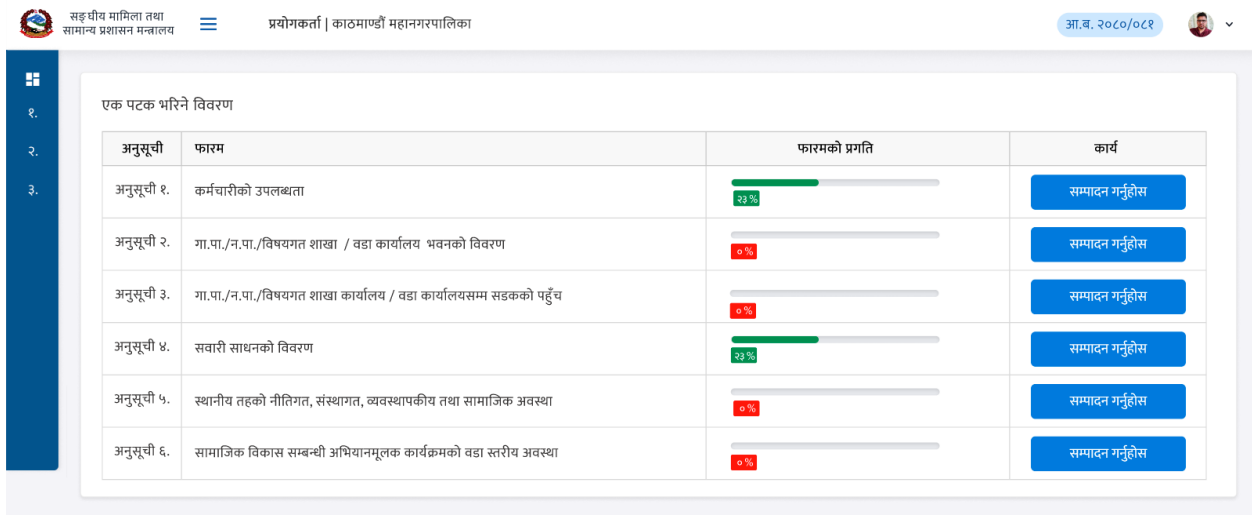 सङ्घीय मामिला तथा
सामान्य प्रशासन मन्त्रालय
प्रयोगकर्ता | काठमाण्डौं महानगरपालिका
आ.ब. २०८०/०८१
१.
२.
३.
एक पटक भरिने विवरण
अनुसूची फारम फारमको प्रगति कार्य
अनुसूची १. कर्मचारीको उपलब्धता २३ % सम्पादन गर्नुहोस
अनुसूची २. गा.पा./न.पा./विषयगत शाखा / वडा कार्यालय भवनको विवरण ० % सम्पादन गर्नुहोस
अनुसूची ३. गा.पा./न.पा./विषयगत शाखा कार्यालय / वडा कार्यालयसम्म सडकको पहुँच ० % सम्पादन गर्नुहोस
अनुसूची ४. सवारी साधनको विवरण २३ % सम्पादन गर्नुहोस
अनुसूची ५. स्थानीय तहको नीतिगत, संस्थागत, व्यवस्थापकीय तथा सामाजिक अवस्था ० % सम्पादन गर्नुहोस
अनुसूची ६. सामाजिक विकास सम्बन्धी अभियानमूलक कार्यक्रमको वडा स्तरीय अवस्था ० % सम्पादन गर्नुहोस